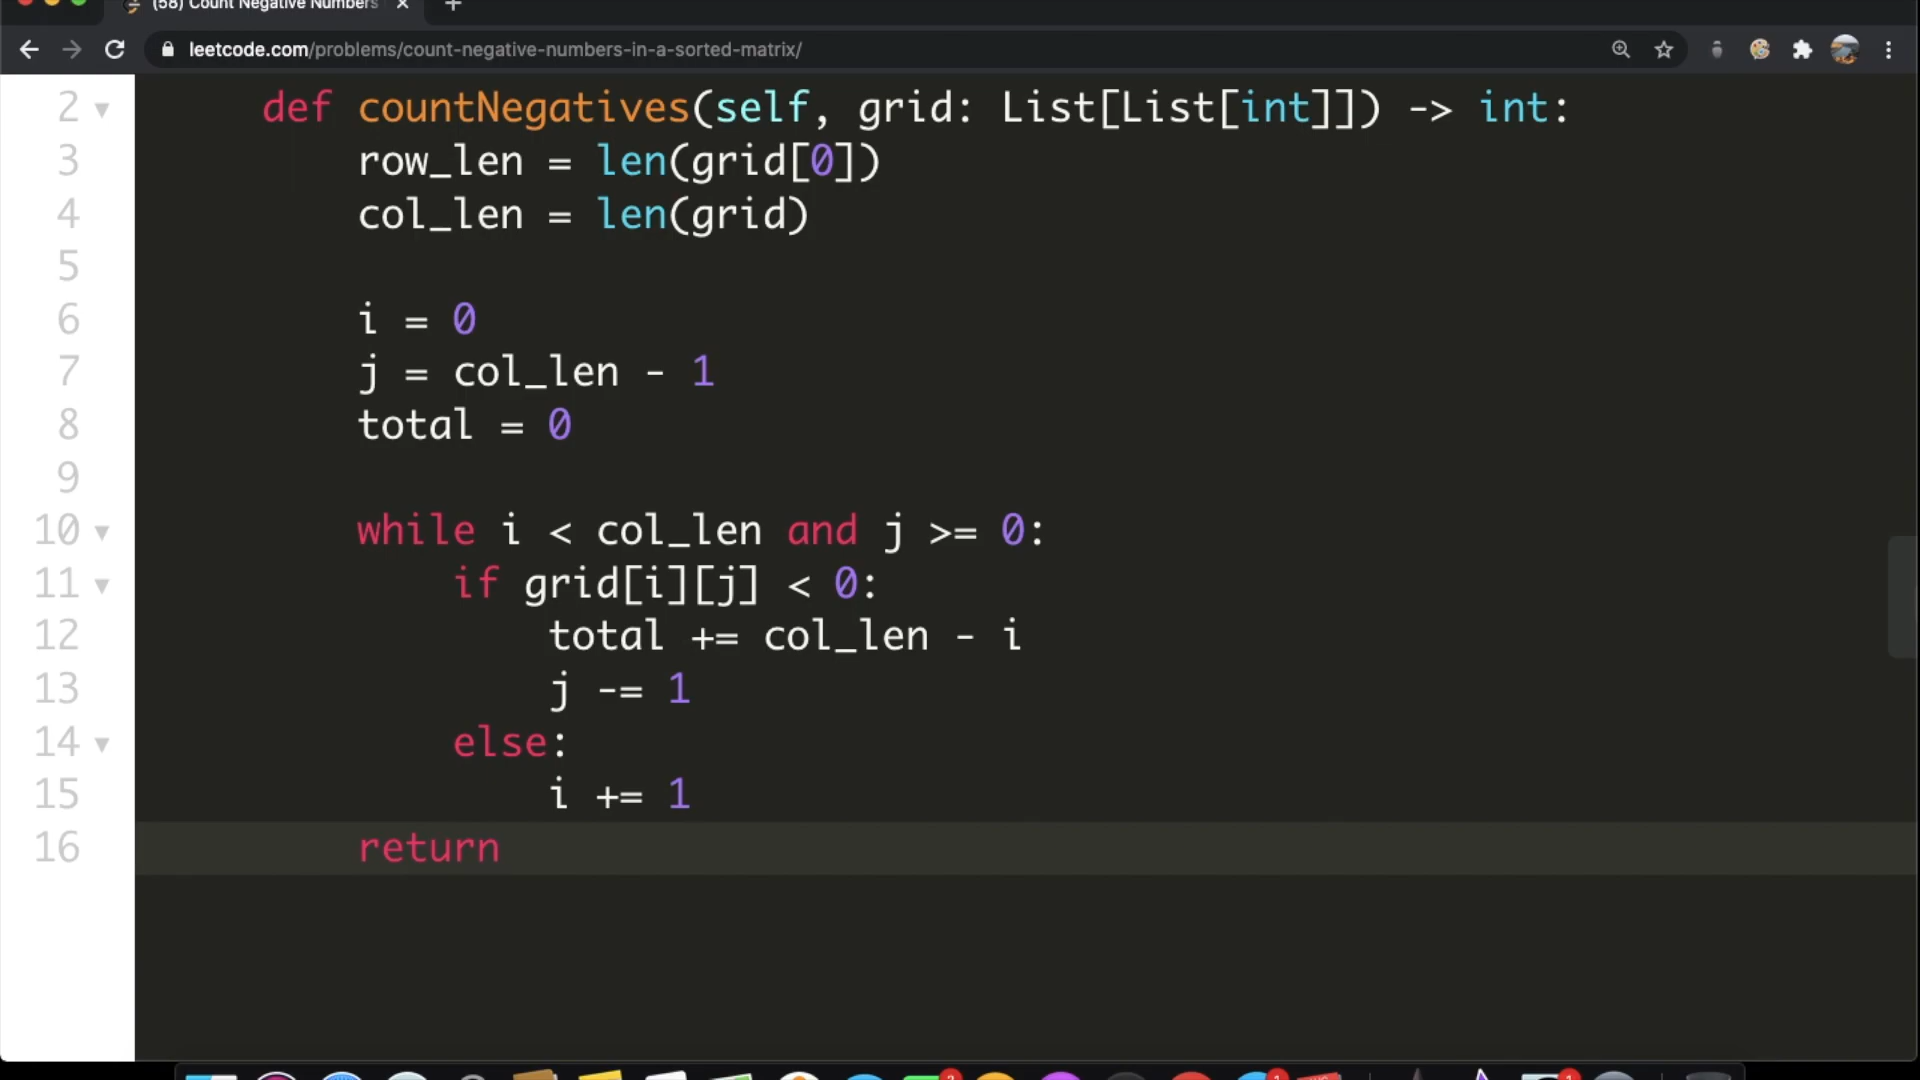 (58) Count Negative Numbers
leetcode.com/problems/count-negative-numbers-in-a-sorted-matrix/
2 def countNegatives(self, grid: List[List[int]]) -> int:
3 row_len = len(grid[0])
4 col_len = len(grid)
5
6 i = 0
7 j = col_len - 1
8 total = 0
9
10 while i < col_len and j >= 0:
11 if grid[i][j] < 0:
12 total += col_len - i
13 j -= 1
14 else:
15 i += 1
16 return